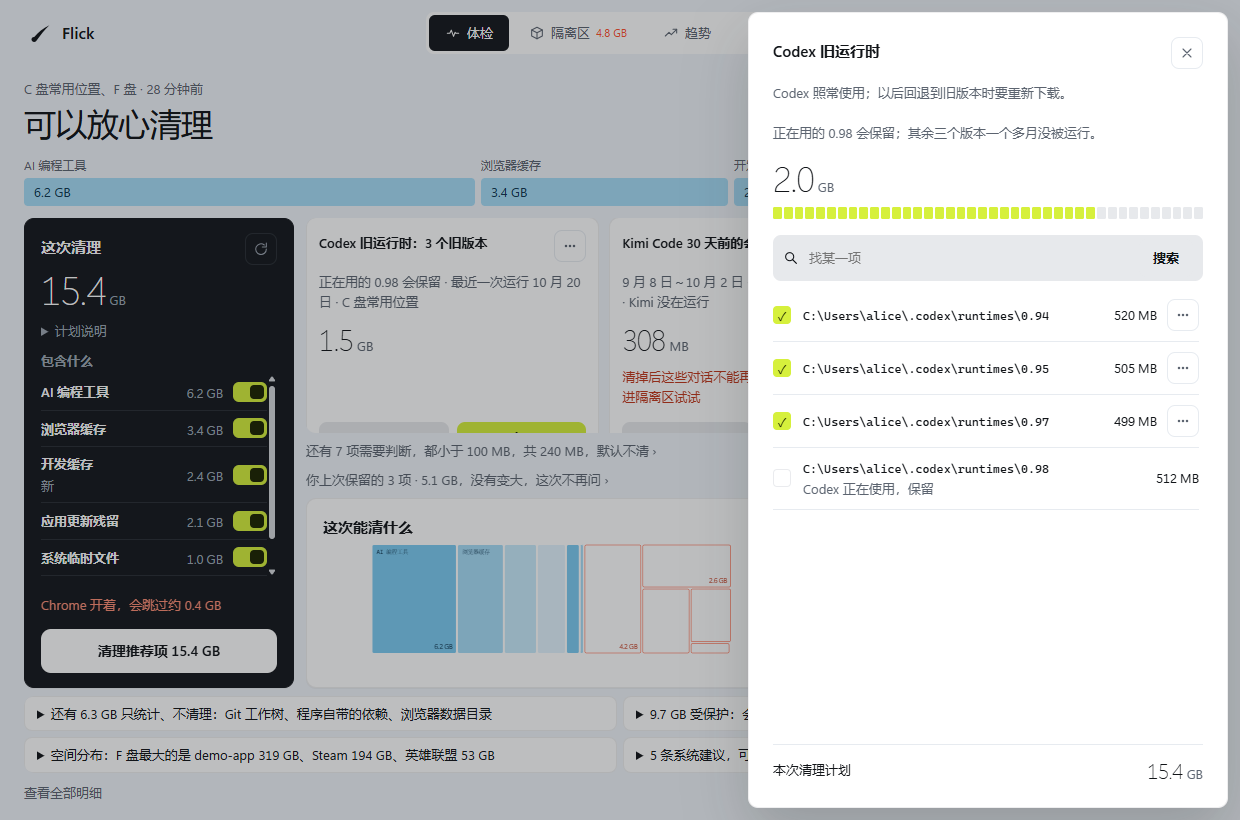 Flick
体检
隔离区 4.8 GB
趋势
C 盘常用位置、F 盘 · 28 分钟前
可以放心清理
AI 编程工具
浏览器缓存
6.2 GB
3.4 GB
这次清理
15.4 GB
▶ 计划说明
包含什么
AI 编程工具 6.2 GB
浏览器缓存 3.4 GB
开发缓存 2.4 GB
新
应用更新残留 2.1 GB
系统临时文件 1.0 GB
Chrome 开着，会跳过约 0.4 GB
清理推荐项 15.4 GB
Codex 旧运行时：3 个旧版本
正在用的 0.98 会保留 · 最近一次运行 10 月 20
日 · C 盘常用位置
1.5 GB
Kimi Code 30 天前的
9 月 8 日 ~ 10 月 2 日
· Kimi 没在运行
308 MB
清掉后这些对话不能
进隔离区试试
还有 7 项需要判断，都小于 100 MB，共 240 MB，默认不清 ›
你上次保留的 3 项 · 5.1 GB，没有变大，这次不再问 ›
这次能清什么
AI 编程工具
浏览器缓存
6.2 GB
4.2 GB
2.6 GB
▶ 还有 6.3 GB 只统计、不清理：Git 工作树、程序自带的依赖、浏览器数据目录
▶ 9.7 GB 受保护：
▶ 空间分布：F 盘最大的是 demo-app 319 GB、Steam 194 GB、英雄联盟 53 GB
▶ 5 条系统建议，可
查看全部明细
Codex 旧运行时
Codex 照常使用；以后回退到旧版本时要重新下载。
正在用的 0.98 会保留；其余三个版本一个多月没被运行。
2.0 GB
找某一项
搜索
C:\Users\alice\.codex\runtimes\0.94 520 MB
C:\Users\alice\.codex\runtimes\0.95 505 MB
C:\Users\alice\.codex\runtimes\0.97 499 MB
C:\Users\alice\.codex\runtimes\0.98 512 MB
Codex 正在使用，保留
本次清理计划
15.4 GB